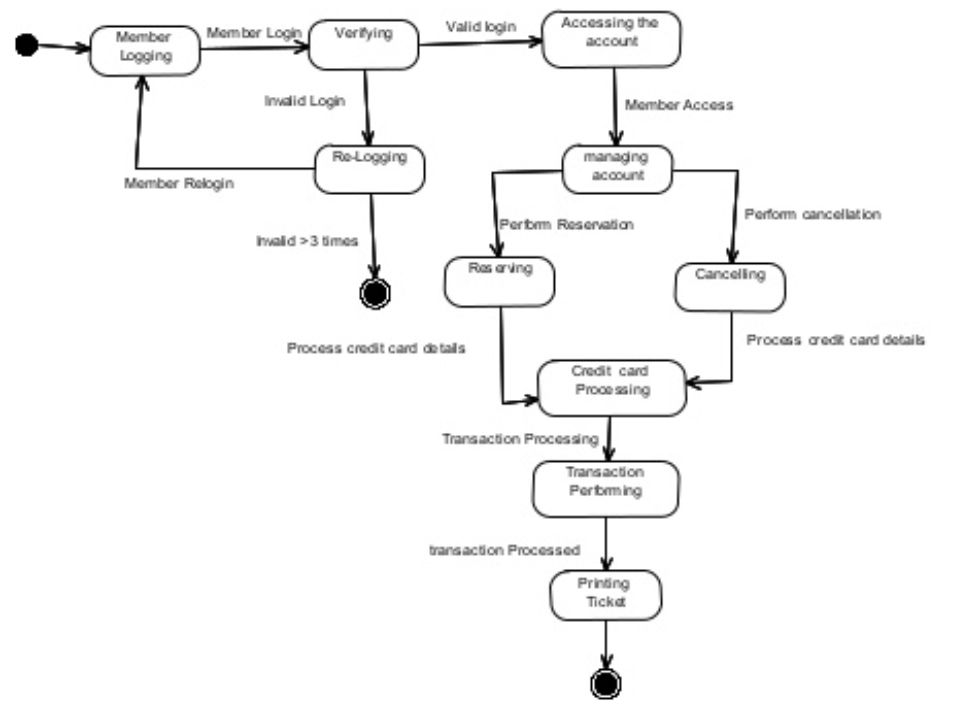 Member
Logging
Member Login
Verifying
Valid login
Accessing the
account
Invalid Login
Member Access
Re-Logging
managing
account
Member Relogin
Perform Reservation
Perform cancellation
Invalid >3 times
Reserving
Cancelling
Process credit card details
Process credit card details
Credit card
Processing
Transaction Processing
Transaction
Performing
transaction Processed
Printing
Ticket